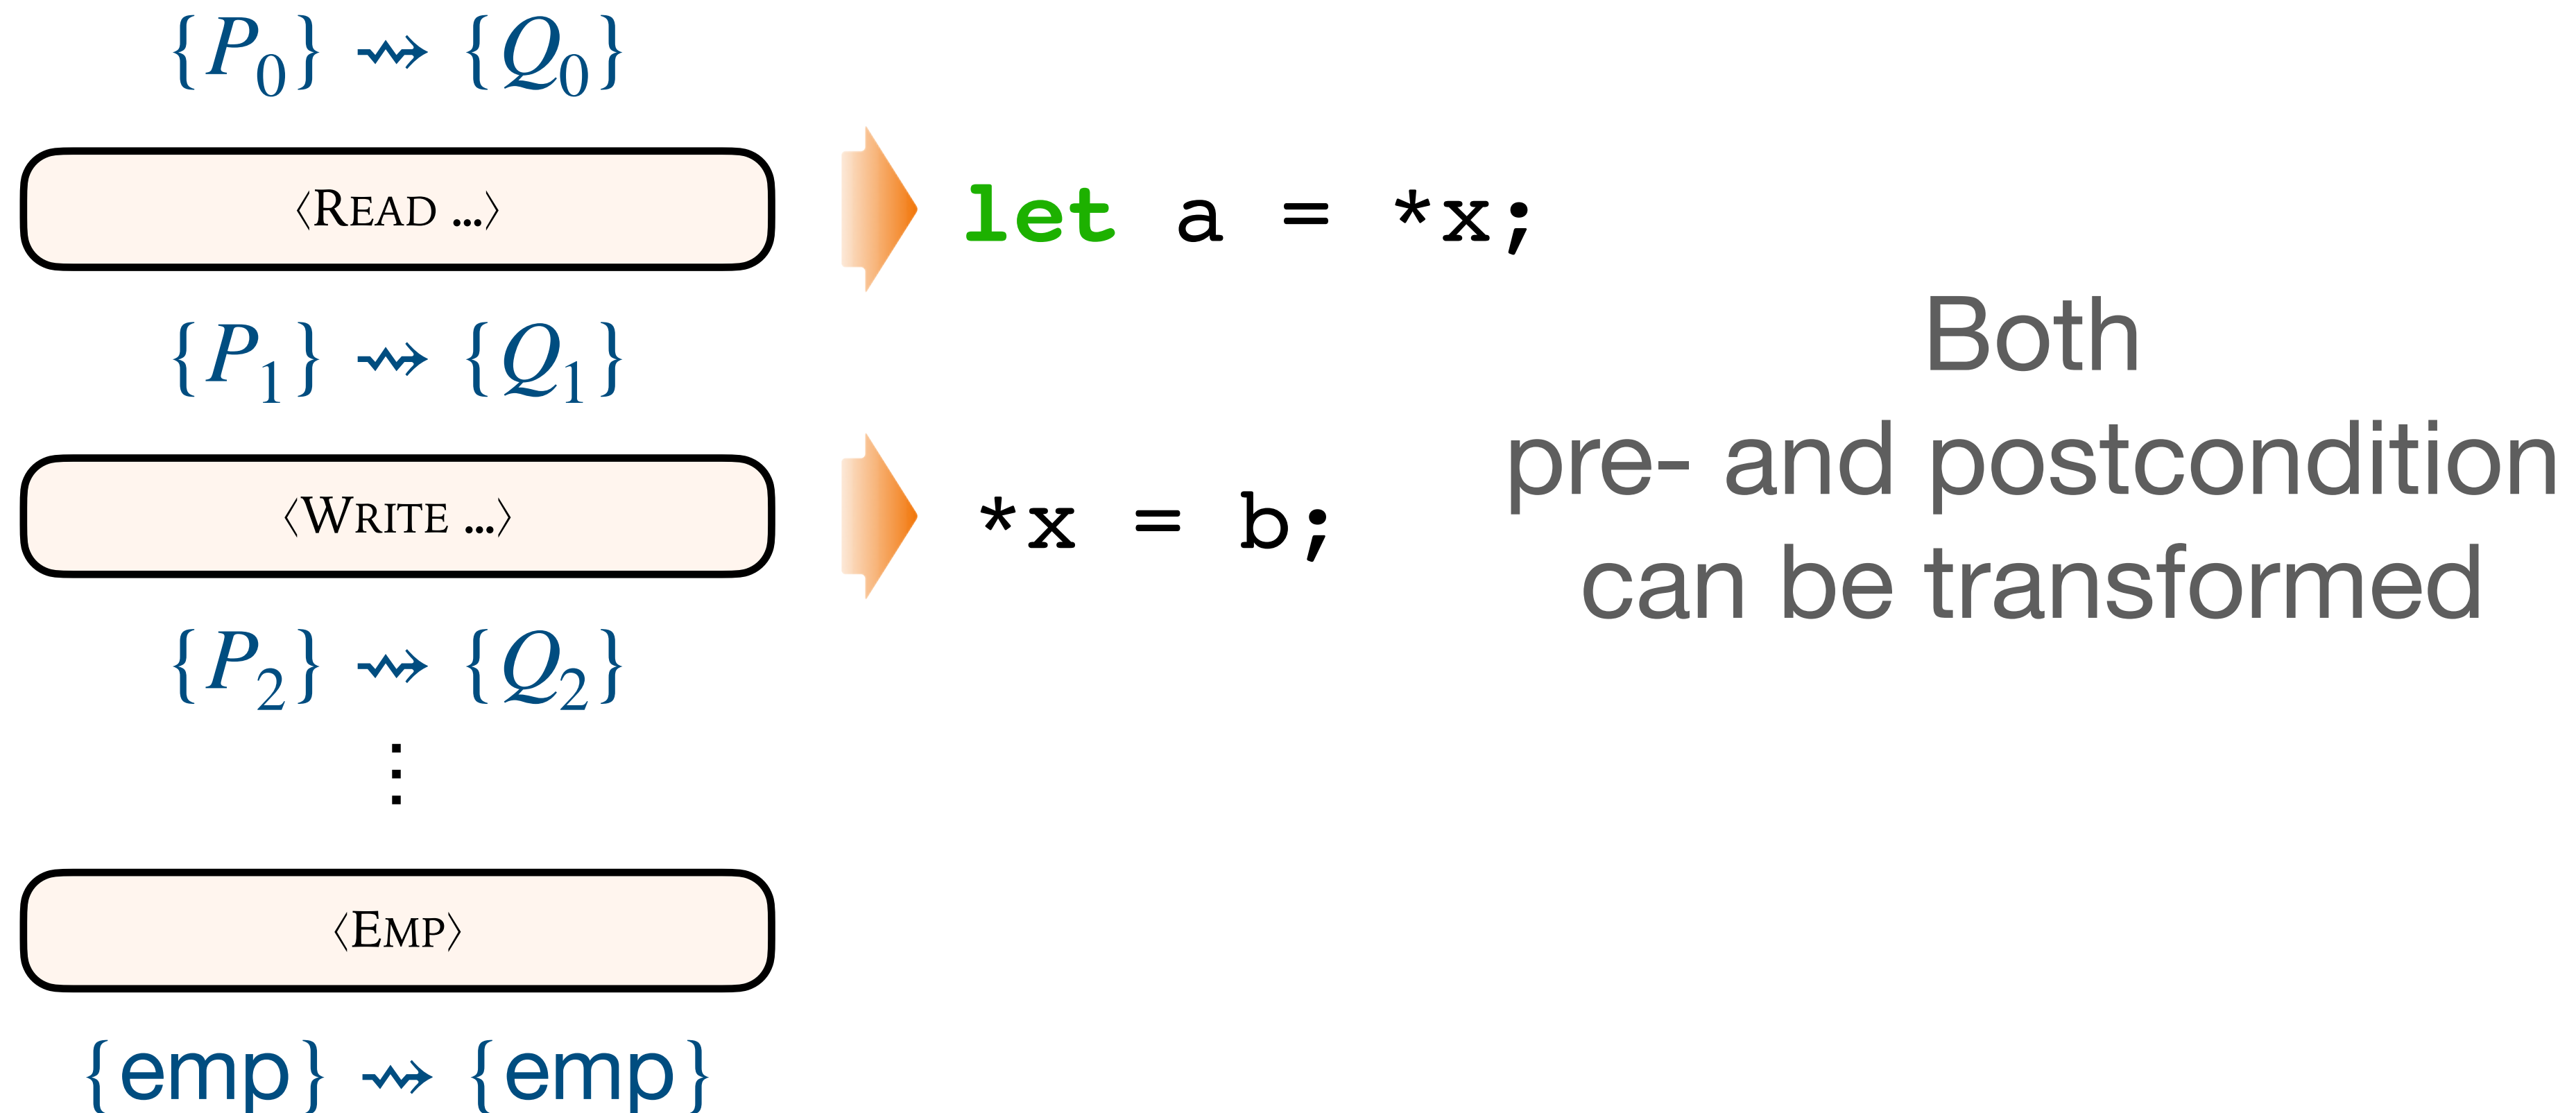 {P₀} ⇝ {Q₀}
⟨READ ...⟩
let a = *x;
{P₁} ⇝ {Q₁}
⟨WRITE ...⟩
*x = b;
Both
pre- and postcondition
can be transformed
{P₂} ⇝ {Q₂}
⋮
⟨EMP⟩
{emp} ⇝ {emp}